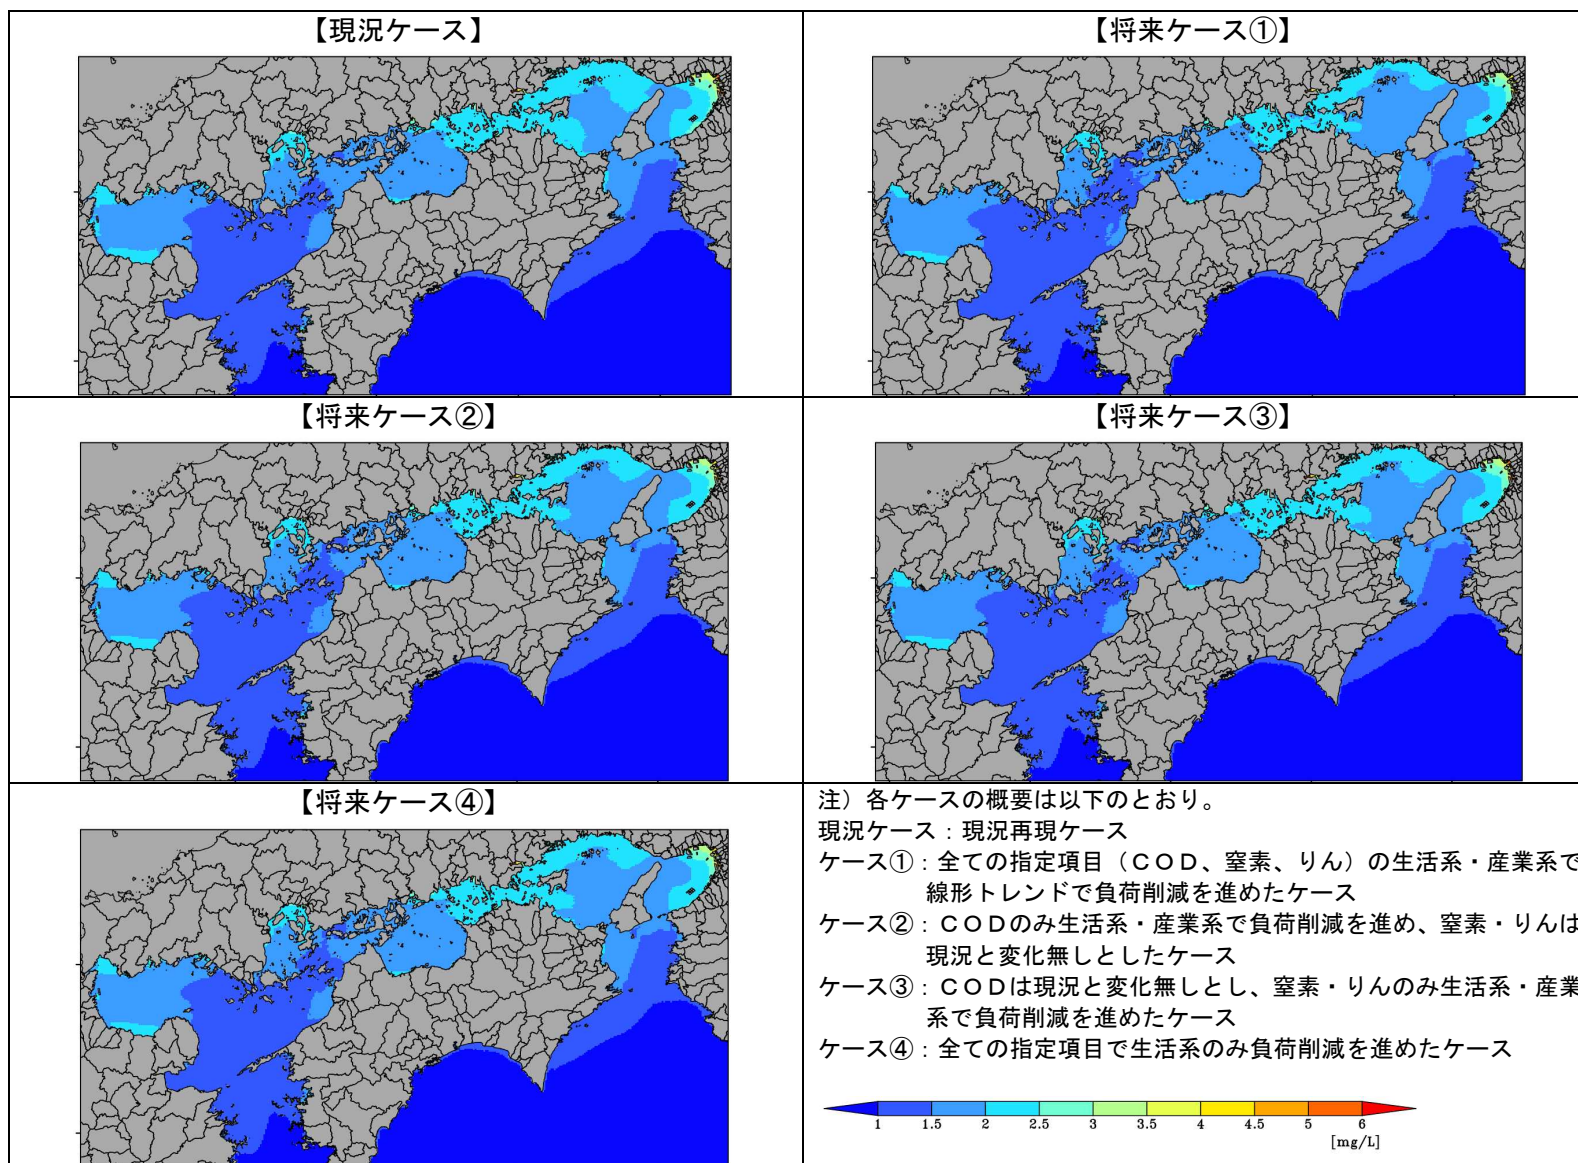 【現況ケース】
【将来ケース①】
【将来ケース②】
【将来ケース③】
【将来ケース④】
注）各ケースの概要は以下のとおり。
現況ケース：現況再現ケース
ケース①：全ての指定項目（ＣＯＤ、窒素、りん）の生活系・産業系で
線形トレンドで負荷削減を進めたケース
ケース②：ＣＯＤのみ生活系・産業系で負荷削減を進め、窒素・りんは
現況と変化無しとしたケース
ケース③：ＣＯＤは現況と変化無しとし、窒素・りんのみ生活系・産業
系で負荷削減を進めたケース
ケース④：全ての指定項目で生活系のみ負荷削減を進めたケース
1 1.5 2 2.5 3 3.5 4 4.5 5 6
[mg/L]